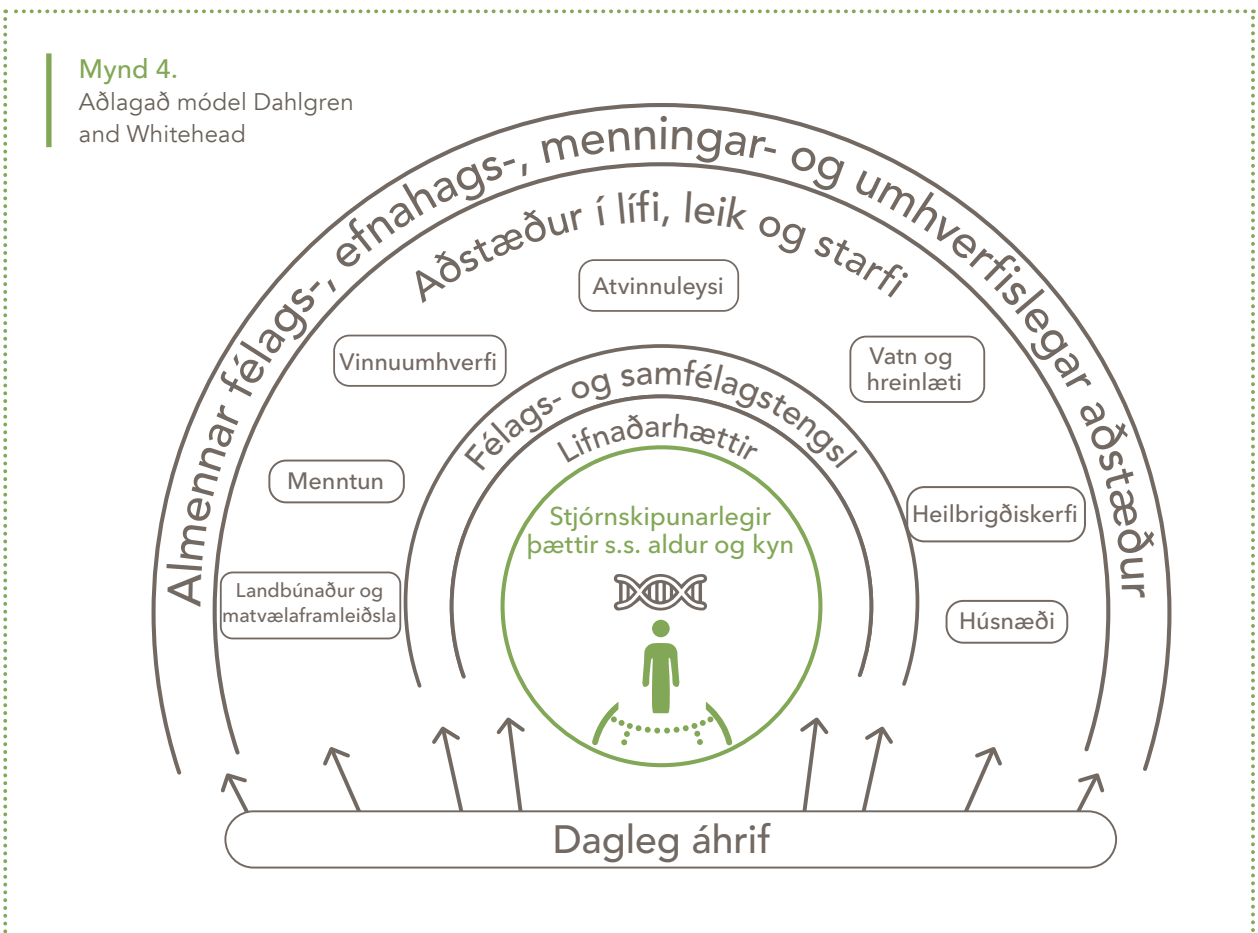 Mynd 4.
Aðlagað módel Dahlgren
and Whitehead
Almennar félags-, efnahags-, menningar- og umhverfislegar aðstæður
Aðstæður í lífi, leik og starfi
Atvinnuleysi
Vinnuumhverfi
Vatn og
hreinlæti
Félags- og samfélagstengsl
Lifnaðarhættir
Menntun
Heilbrigðiskerfi
Stjórnskipunarlegir
þættir s.s. aldur og kyn
Landbúnaður og
matvælaframleiðsla
Húsnæði
Dagleg áhrif